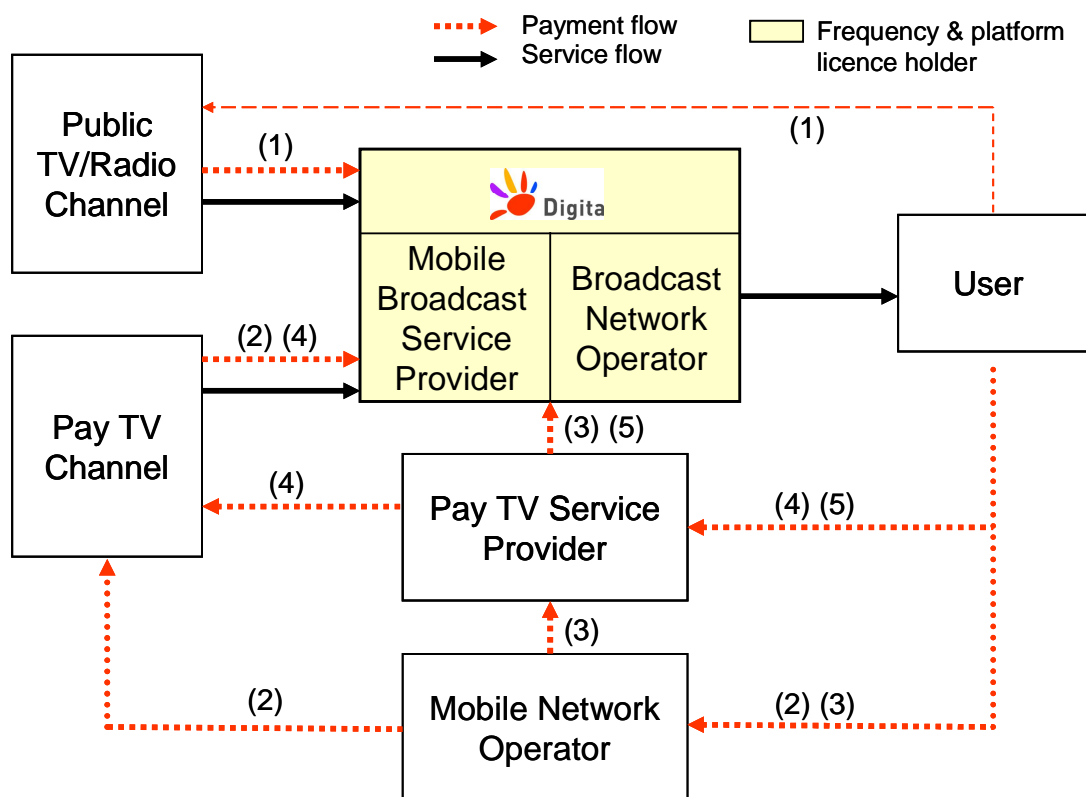 Payment flow
Service flow
Frequency & platform
licence holder
Public
TV/Radio
Channel
(1)
(1)
Digita
Mobile
Broadcast
Service
Provider
Broadcast
Network
Operator
User
(2) (4)
Pay TV
Channel
(3) (5)
(4)
Pay TV Service
Provider
(4) (5)
(3)
(2)
Mobile Network
Operator
(2) (3)